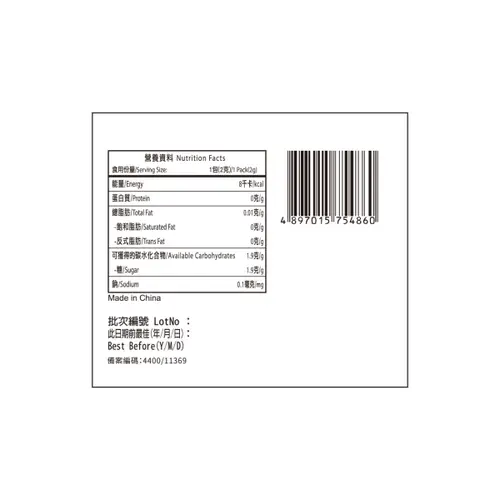 營養資料 Nutrition Facts
食用份量/Serving Size: 1包(2克)/1 Pack(2g)
能量/Energy 8千卡/kcal
蛋白質/Protein 0克/g
總脂肪/Total Fat 0.01克/g
-飽和脂肪/Saturated Fat 0克/g
-反式脂肪/Trans Fat 0克/g
可獲得的碳水化合物/Available Carbohydrates 1.9克/g
-糖/Sugar 1.9克/g
鈉/Sodium 0.1毫克/mg
Made in China
4 897015 754860
批次編號 LotNo :
此日期前最佳(年/月/日):
Best Before(Y/M/D)
備案編碼: 4400/11369